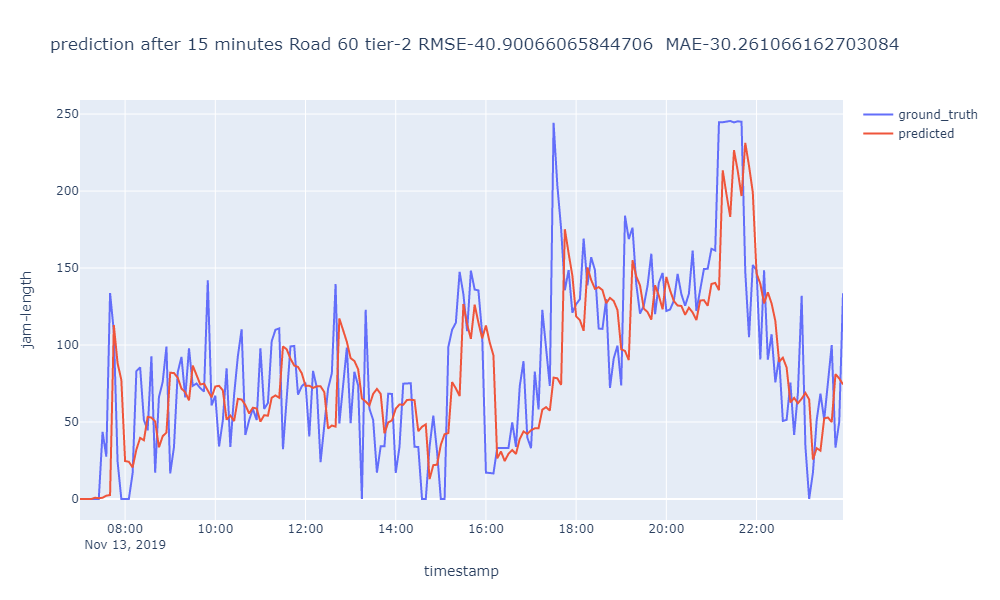 prediction after 15 minutes Road 60 tier-2 RMSE-40.90066065844706  MAE-30.261066162703084
ground_truth
predicted
250
200
150
100
50
0
jam-length
08:00 10:00 12:00 14:00 16:00 18:00 20:00 22:00
Nov 13, 2019
timestamp